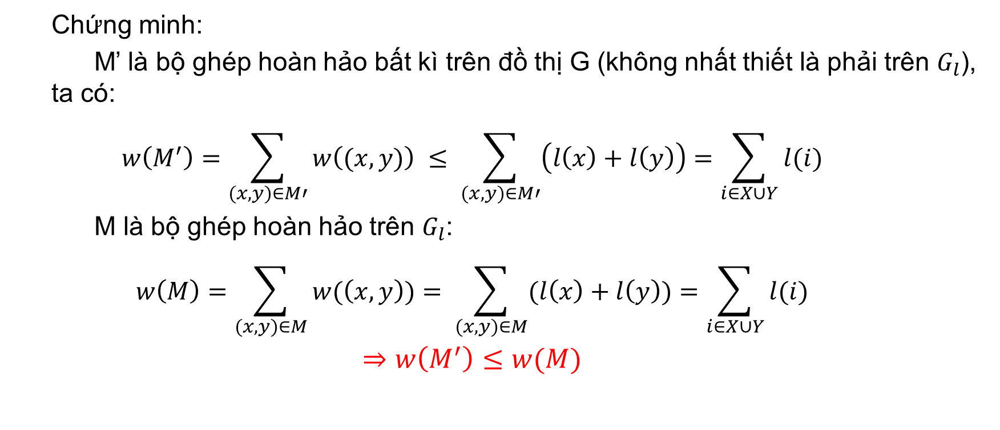 Chứng minh:
M’ là bộ ghép hoàn hảo bất kì trên đồ thị G (không nhất thiết là phải trên $G_l$),
ta có:
$w(M') = \sum_{(x,y)\in M'} w((x,y)) \le \sum_{(x,y)\in M'} (l(x) + l(y)) = \sum_{i\in X\cup Y} l(i)$
M là bộ ghép hoàn hảo trên $G_l$:
$w(M) = \sum_{(x,y)\in M} w((x,y)) = \sum_{(x,y)\in M} (l(x) + l(y)) = \sum_{i\in X\cup Y} l(i)$
$\Rightarrow w(M') \le w(M)$